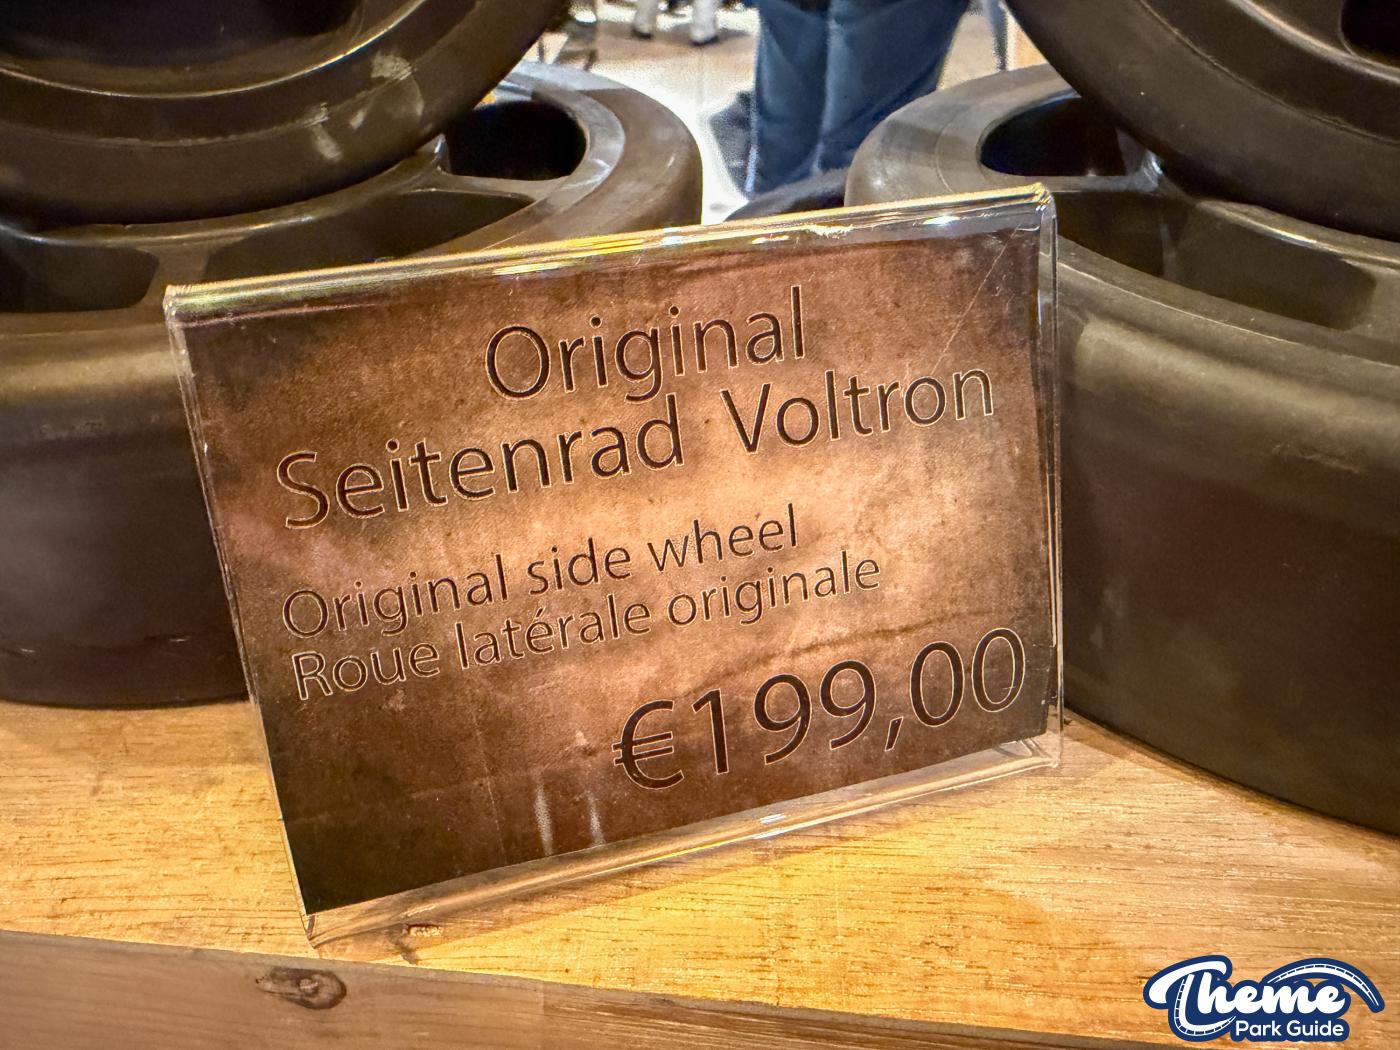 Original
Seitenrad Voltron
Original side wheel
Roue latérale originale
€199,00
Theme
Park Guide